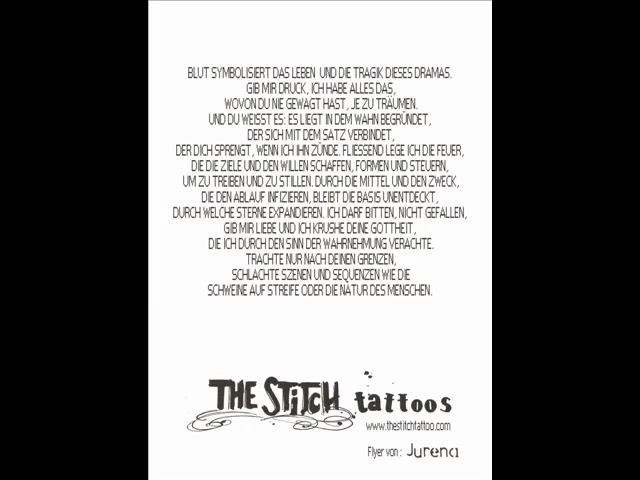 BLUT SYMBOLISIERT DAS LEBEN UND DIE TRAGIK DIESES DRAMAS.
GIB MIR DRUCK, ICH HABE ALLES DAS,
WOVON DU NIE GEWAGT HAST, JE ZU TRÄUMEN.
UND DU WEISST ES: ES LIEGT IN DEM WAHN BEGRÜNDET,
DER SICH MIT DEM SATZ VERBINDET,
DER DICH SPRENGT, WENN ICH IHN ZÜNDE. FLIESSEND LEGE ICH DIE FEUER,
DIE DIE ZIELE UND DEN WILLEN SCHAFFEN, FORMEN UND STEUERN,
UM ZU TREIBEN UND ZU STILLEN. DURCH DIE MITTEL UND DEN ZWECK,
DIE DEN ABLAUF INFIZIEREN, BLEIBT DIE BASIS UNENTDECKT,
DURCH WELCHE STERNE EXPANDIEREN. ICH DARF BITTEN, NICHT GEFALLEN,
GIB MIR LIEBE UND ICH KRUSHE DEINE GOTTHEIT,
DIE ICH DURCH DEN SINN DER WAHRNEHMUNG VERACHTE.
TRACHTE NUR NACH DEINEN GRENZEN,
SCHLACHTE SZENEN UND SEQUENZEN WIE DIE
SCHWEINE AUF STREIFE ODER DIE NATUR DES MENSCHEN.
THE STITCH tattoos
www.thestitchtattoo.com
Flyer von : Jurena